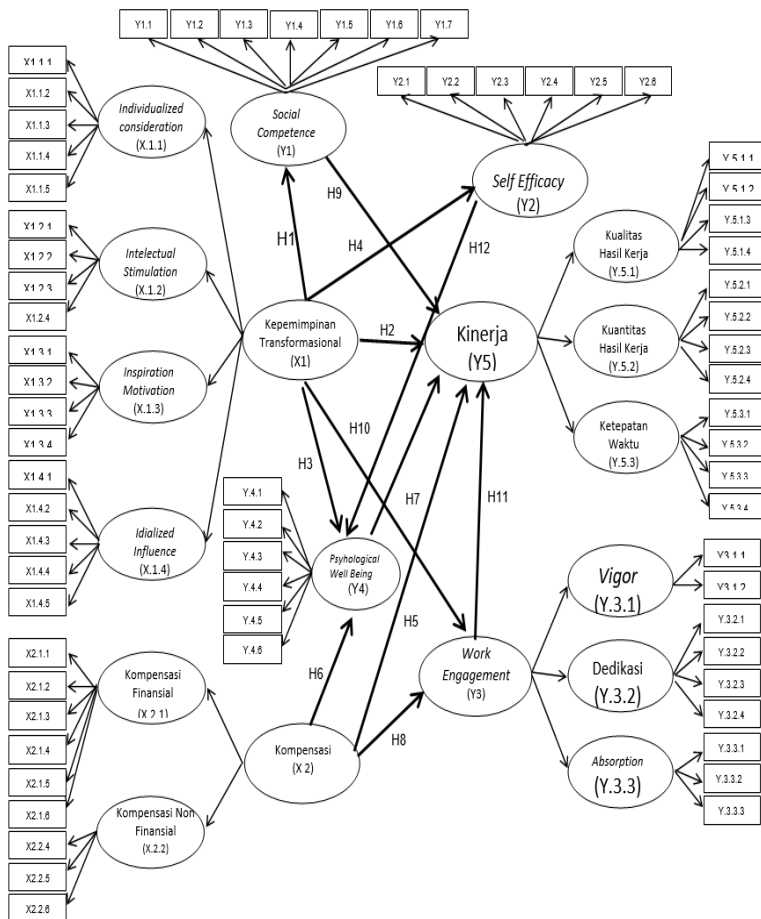 Y1.1 Y1.2 Y1.3 Y1.4 Y1.5 Y1.6 Y1.7
Y2.1 Y2.2 Y2.3 Y2.4 Y2.5 Y2.6
X1.1.1
X1.1.2
X1.1.3
X1.1.4
X1.1.5
Individualized
consideration
(X.1.1)
Social
Competence
(Y1)
Self Efficacy
(Y2)
H9
H1
H4
H12
X1.2.1
X1.2.2
X1.2.3
X1.2.4
Intelectual
Stimulation
(X.1.2)
Kepemimpinan
Transformasional
(X1)
H2
Kinerja
(Y5)
Kualitas
Hasil Kerja
(Y.5.1)
Y.5.1.1
Y.5.1.2
Y.5.1.3
Y.5.1.4
Kuantitas
Hasil Kerja
(Y.5.2)
Y.5.2.1
Y.5.2.2
Y.5.2.3
Y.5.2.4
Ketepatan
Waktu
(Y.5.3)
Y.5.3.1
Y.5.3.2
Y.5.3.3
Y.5.3.4
X1.3.1
X1.3.2
X1.3.3
X1.3.4
Inspiration
Motivation
(X.1.3)
H3
H10
H7
H11
X1.4.1
X1.4.2
X1.4.3
X1.4.4
X1.4.5
Idialized
Influence
(X.1.4)
Y.4.1
Y.4.2
Y.4.3
Y.4.4
Y.4.5
Y.4.6
Psyhological
Well Being
(Y4)
H5
H6
H8
Work
Engagement
(Y3)
Vigor
(Y.3.1)
Y3.1.1
Y3.1.2
Dedikasi
(Y.3.2)
Y.3.2.1
Y.3.2.2
Y.3.2.3
Y.3.2.4
Absorption
(Y.3.3)
Y.3.3.1
Y.3.3.2
Y.3.3.3
X2.1.1
X2.1.2
X2.1.3
X2.1.4
X2.1.5
X2.1.6
Kompensasi
Finansial
(X.2.1)
Kompensasi
(X 2)
Kompensasi Non
Finansial
(X.2.2)
X2.2.4
X2.2.5
X2.2.6